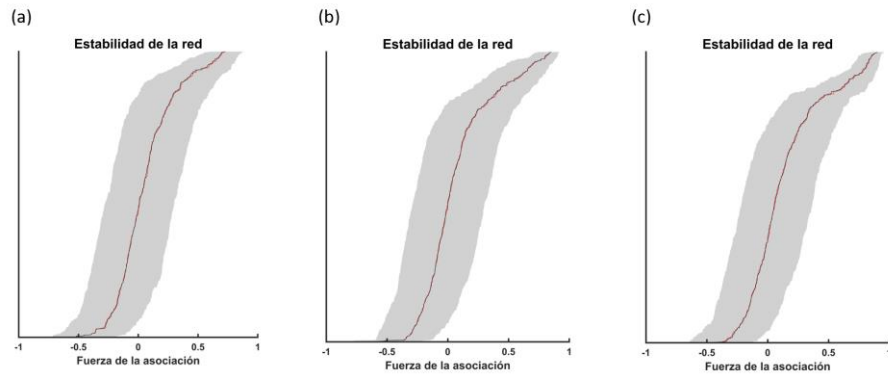 (a)
Estabilidad de la red
-1 -0.5 0 0.5 1
Fuerza de la asociación
(b)
Estabilidad de la red
-1 -0.5 0 0.5 1
Fuerza de la asociación
(c)
Estabilidad de la red
-1 -0.5 0 0.5 1
Fuerza de la asociación